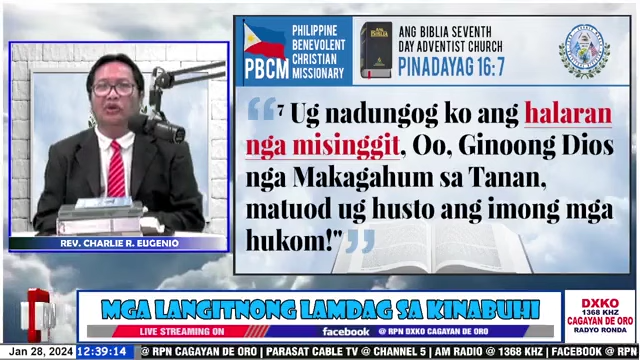 PHILIPPINE
BENEVOLENT
CHRISTIAN
MISSIONARY
PBCM
ANG BIBLIA SEVENTH
DAY ADVENTIST CHURCH
PINADAYAG 16:7
"7 Ug nadungog ko ang halaran
nga misinggit, Oo, Ginoong Dios
nga Makagahum sa Tanan,
matuod ug husto ang imong mga
hukom!""
REV. CHARLIE R. EUGENIO
MGA LANGITNONG LAMDAG SA KINABUHI
LIVE STREAMING ON facebook @ RPN DXKO CAGAYAN DE ORO
DXKO
1368 KHZ
CAGAYAN DE ORO
RADYO RONDA
Jan 28, 2024 12:39:14 @ RPN CAGAYAN DE ORO | PARASAT CABLE TV @ CHANNEL 5 | AM RADIO @ 1368 KHZ | FACEBOOK @ RPN D